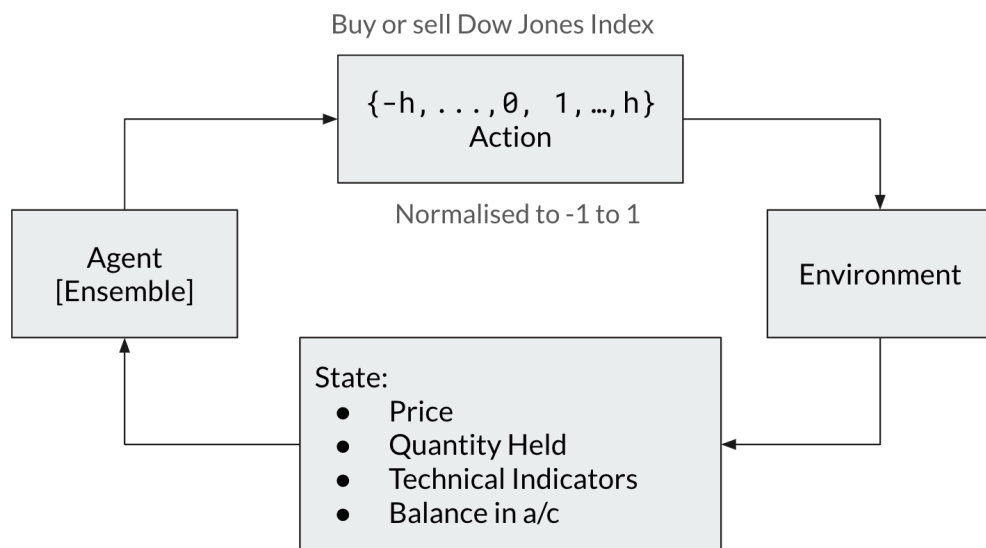 Buy or sell Dow Jones Index
{-h,...,0, 1,…,h}
Action
Normalised to -1 to 1
Agent
[Ensemble]
Environment
State:
● Price
● Quantity Held
● Technical Indicators
● Balance in a/c